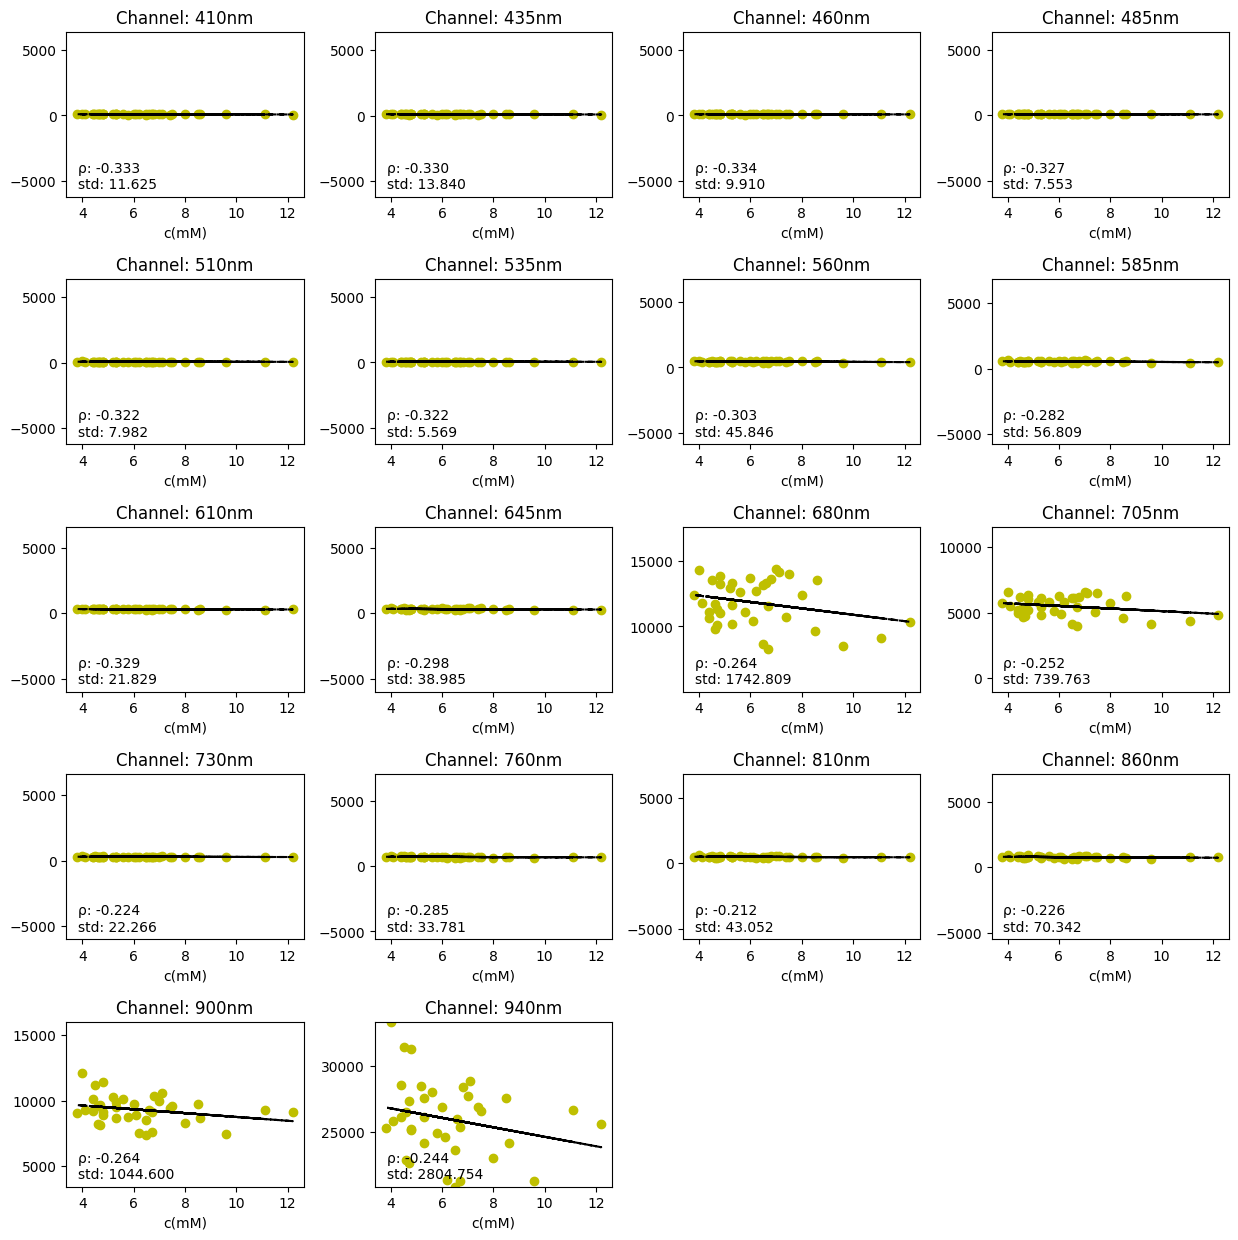 Channel: 410nm
5000
0
−5000
ρ: -0.333
std: 11.625
4 6 8 10 12
c(mM)
Channel: 435nm
5000
0
−5000
ρ: -0.330
std: 13.840
4 6 8 10 12
c(mM)
Channel: 460nm
5000
0
−5000
ρ: -0.334
std: 9.910
4 6 8 10 12
c(mM)
Channel: 485nm
5000
0
−5000
ρ: -0.327
std: 7.553
4 6 8 10 12
c(mM)
Channel: 510nm
5000
0
−5000
ρ: -0.322
std: 7.982
4 6 8 10 12
c(mM)
Channel: 535nm
5000
0
−5000
ρ: -0.322
std: 5.569
4 6 8 10 12
c(mM)
Channel: 560nm
5000
0
−5000
ρ: -0.303
std: 45.846
4 6 8 10 12
c(mM)
Channel: 585nm
5000
0
−5000
ρ: -0.282
std: 56.809
4 6 8 10 12
c(mM)
Channel: 610nm
5000
0
−5000
ρ: -0.329
std: 21.829
4 6 8 10 12
c(mM)
Channel: 645nm
5000
0
−5000
ρ: -0.298
std: 38.985
4 6 8 10 12
c(mM)
Channel: 680nm
15000
10000
ρ: -0.264
std: 1742.809
4 6 8 10 12
c(mM)
Channel: 705nm
10000
5000
0
ρ: -0.252
std: 739.763
4 6 8 10 12
c(mM)
Channel: 730nm
5000
0
−5000
ρ: -0.224
std: 22.266
4 6 8 10 12
c(mM)
Channel: 760nm
5000
0
−5000
ρ: -0.285
std: 33.781
4 6 8 10 12
c(mM)
Channel: 810nm
5000
0
−5000
ρ: -0.212
std: 43.052
4 6 8 10 12
c(mM)
Channel: 860nm
5000
0
−5000
ρ: -0.226
std: 70.342
4 6 8 10 12
c(mM)
Channel: 900nm
15000
10000
5000
ρ: -0.264
std: 1044.600
4 6 8 10 12
c(mM)
Channel: 940nm
30000
25000
ρ: -0.244
std: 2804.754
4 6 8 10 12
c(mM)